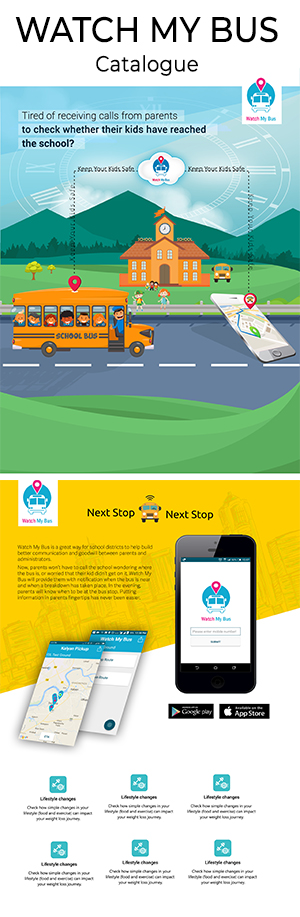 WATCH MY BUS
Catalogue
Watch My Bus
Tired of receiving calls from parents
to check whether their kids have reached
the school?
Keep Your Kids Safe
Watch My Bus
Keep Your Kids Safe
SCHOOL
SCHOOL BUS
Watch My Bus
Next Stop
Next Stop
Watch My Bus is a great way for school districts to help build
better communication and goodwill between parents and
administrators.
Now, parents won't have to call the school wondering where
the bus is, or worried that their kid didn't get on it. Watch My
Bus will provide them with notification when the bus is near
and when a breakdown has taken place. In the evening,
parents will know when to be at the bus stop. Putting
information in parents fingertips has never been easier.
Watch My Bus
Please enter mobile number
SUBMIT
Watch My Bus
Kalyan Pickup
Google play
Available on the
App Store
Lifestyle changes
Check how simple changes in your
lifestyle (food and exercise) can impact
your weight loss journey.
Lifestyle changes
Check how simple changes in your
lifestyle (food and exercise) can impact
your weight loss journey.
Lifestyle changes
Check how simple changes in your
lifestyle (food and exercise) can impact
your weight loss journey.
Lifestyle changes
Check how simple changes in your
lifestyle (food and exercise) can impact
your weight loss journey.
Lifestyle changes
Check how simple changes in your
lifestyle (food and exercise) can impact
your weight loss journey.
Lifestyle changes
Check how simple changes in your
lifestyle (food and exercise) can impact
your weight loss journey.